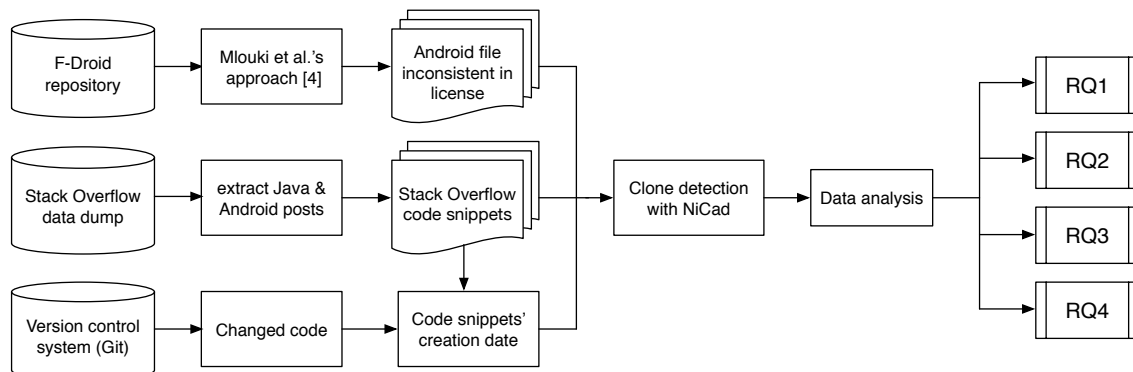 F-Droid
repository
Mlouki et al.'s
approach [4]
Android file
inconsistent in
license
Stack Overflow
data dump
extract Java &
Android posts
Stack Overflow
code snippets
Version control
system (Git)
Changed code
Code snippets'
creation date
Clone detection
with NiCad
Data analysis
RQ1
RQ2
RQ3
RQ4